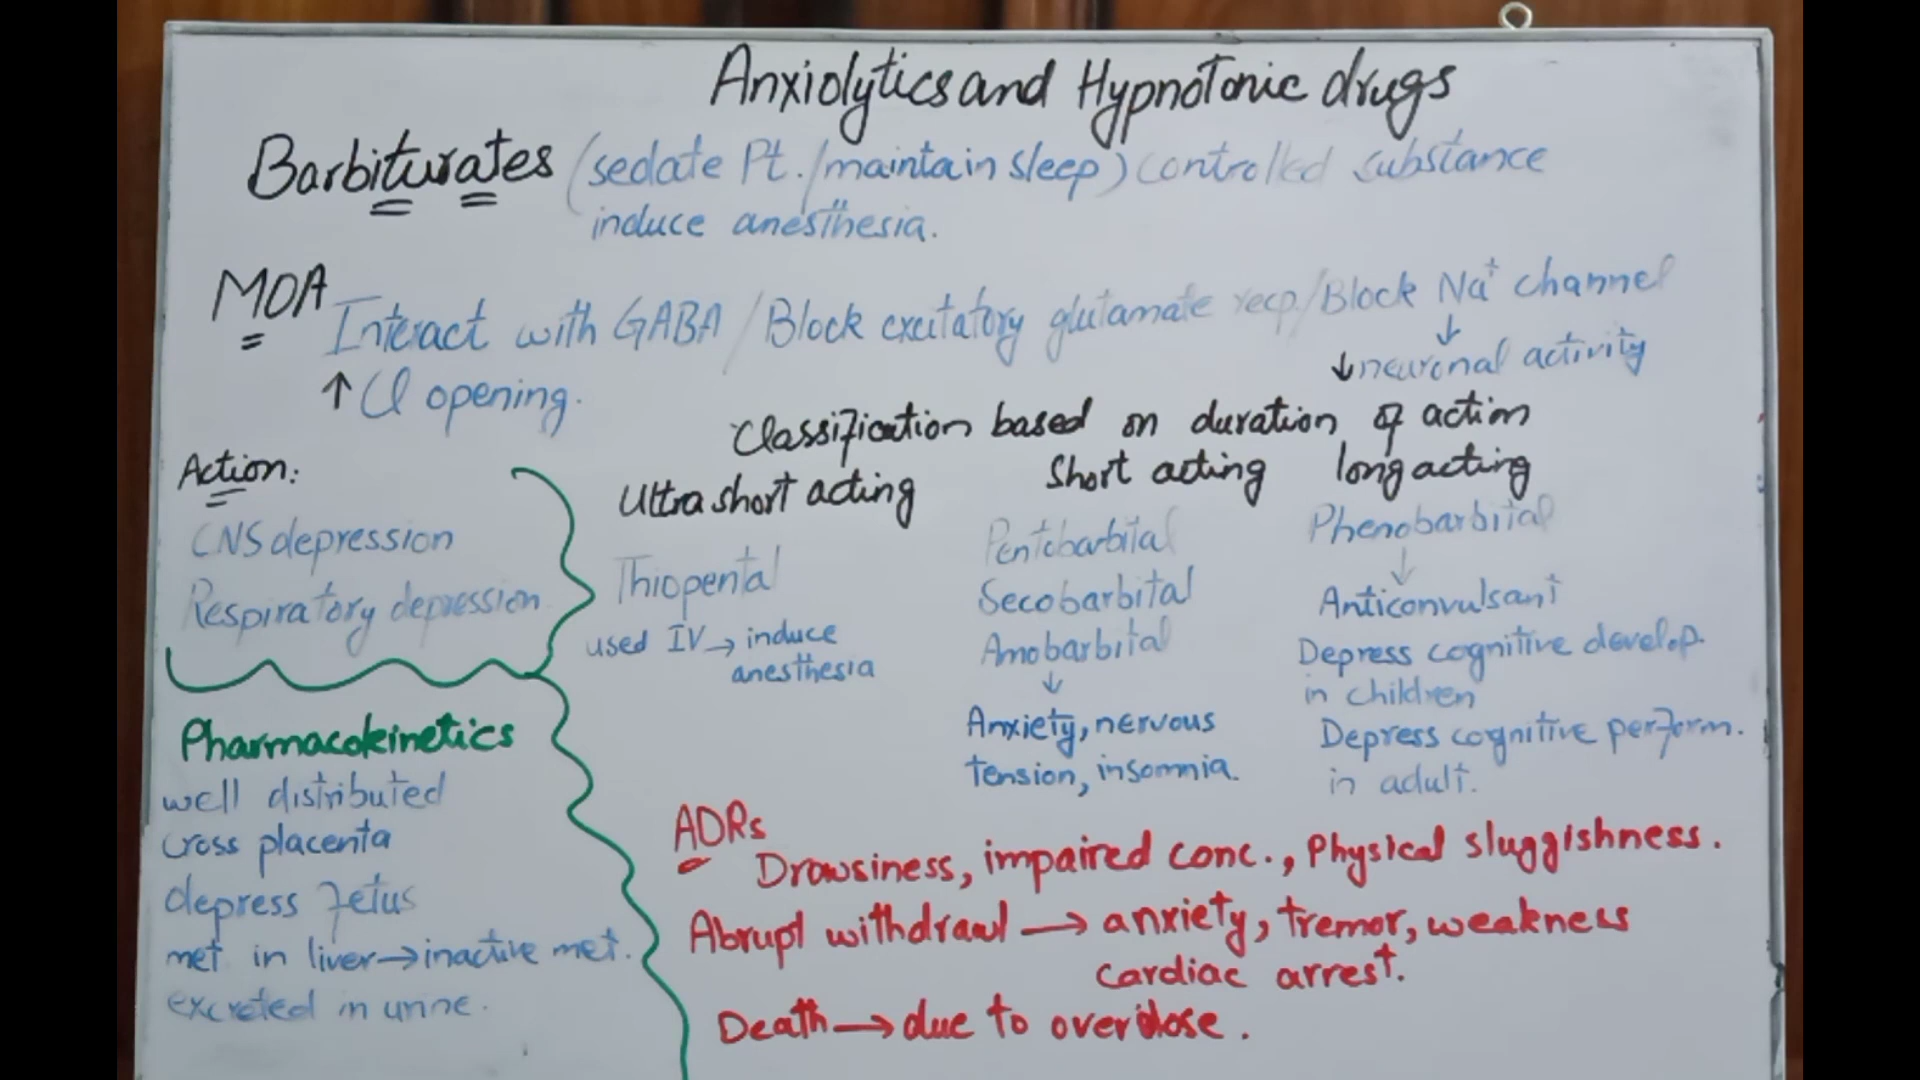 Anxiolytics and Hypnotonic drugs
Barbiturates (sedate Pt./maintain sleep) controlled substance
induce anesthesia.
MOA
Interact with GABA / Block excitatory glutamate recp./Block Na+ channel
↓
↓neuronal activity
↑ Cl opening.
Classification based on duration of action
Ultra short acting
Short acting
long acting
Thiopental
used IV → induce
anesthesia
Pentobarbital
Secobarbital
Amobarbital
↓
Anxiety, nervous
tension, insomnia.
Phenobarbital
↓
Anticonvulsant
Depress cognitive develop.
in children
Depress cognitive perform.
in adult.
Action:
CNS depression
Respiratory depression
Pharmacokinetics
well distributed
cross placenta
depress fetus
met in liver→inactive met.
excreted in urine.
ADRs
Drowsiness, impaired conc., Physical sluggishness.
Abrupt withdrawl → anxiety, tremor, weakness
cardiac arrest.
Death → due to overdose.